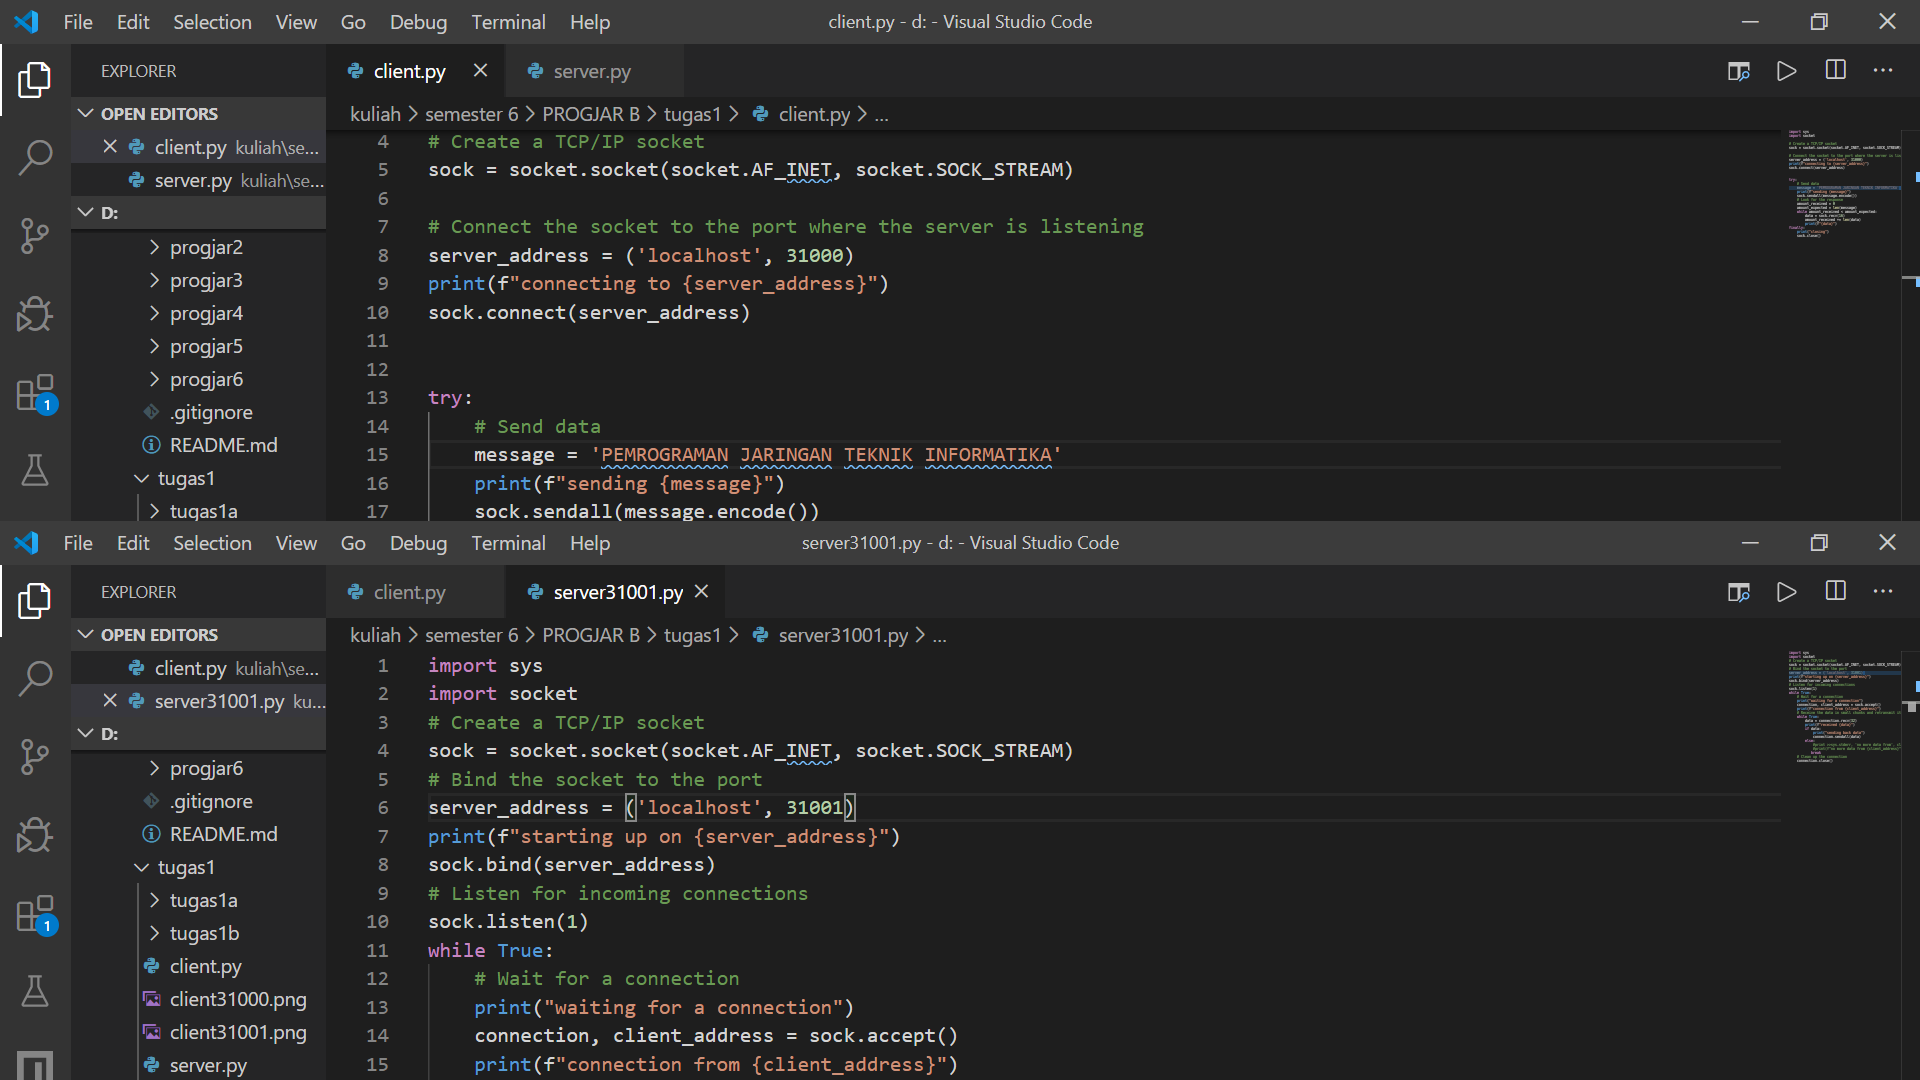 File Edit Selection View Go Debug Terminal Help
client.py - d: - Visual Studio Code
EXPLORER
OPEN EDITORS
client.py kuliah\se...
server.py kuliah\se...
D:
progjar2
progjar3
progjar4
progjar5
progjar6
.gitignore
README.md
tugas1
tugas1a
1
client.py
server.py
kuliah > semester 6 > PROGJAR B > tugas1 > client.py > ...
4 # Create a TCP/IP socket
5 sock = socket.socket(socket.AF_INET, socket.SOCK_STREAM)
6
7 # Connect the socket to the port where the server is listening
8 server_address = ('localhost', 31000)
9 print(f"connecting to {server_address}")
10 sock.connect(server_address)
11
12
13 try:
14 # Send data
15 message = 'PEMROGRAMAN JARINGAN TEKNIK INFORMATIKA'
16 print(f"sending {message}")
17 sock.sendall(message.encode())
File Edit Selection View Go Debug Terminal Help
server31001.py - d: - Visual Studio Code
EXPLORER
OPEN EDITORS
client.py kuliah\se...
server31001.py ku...
D:
progjar6
.gitignore
README.md
tugas1
tugas1a
tugas1b
client.py
client31000.png
client31001.png
server.py
1
client.py
server31001.py
kuliah > semester 6 > PROGJAR B > tugas1 > server31001.py > ...
1 import sys
2 import socket
3 # Create a TCP/IP socket
4 sock = socket.socket(socket.AF_INET, socket.SOCK_STREAM)
5 # Bind the socket to the port
6 server_address = ('localhost', 31001)
7 print(f"starting up on {server_address}")
8 sock.bind(server_address)
9 # Listen for incoming connections
10 sock.listen(1)
11 while True:
12 # Wait for a connection
13 print("waiting for a connection")
14 connection, client_address = sock.accept()
15 print(f"connection from {client_address}")